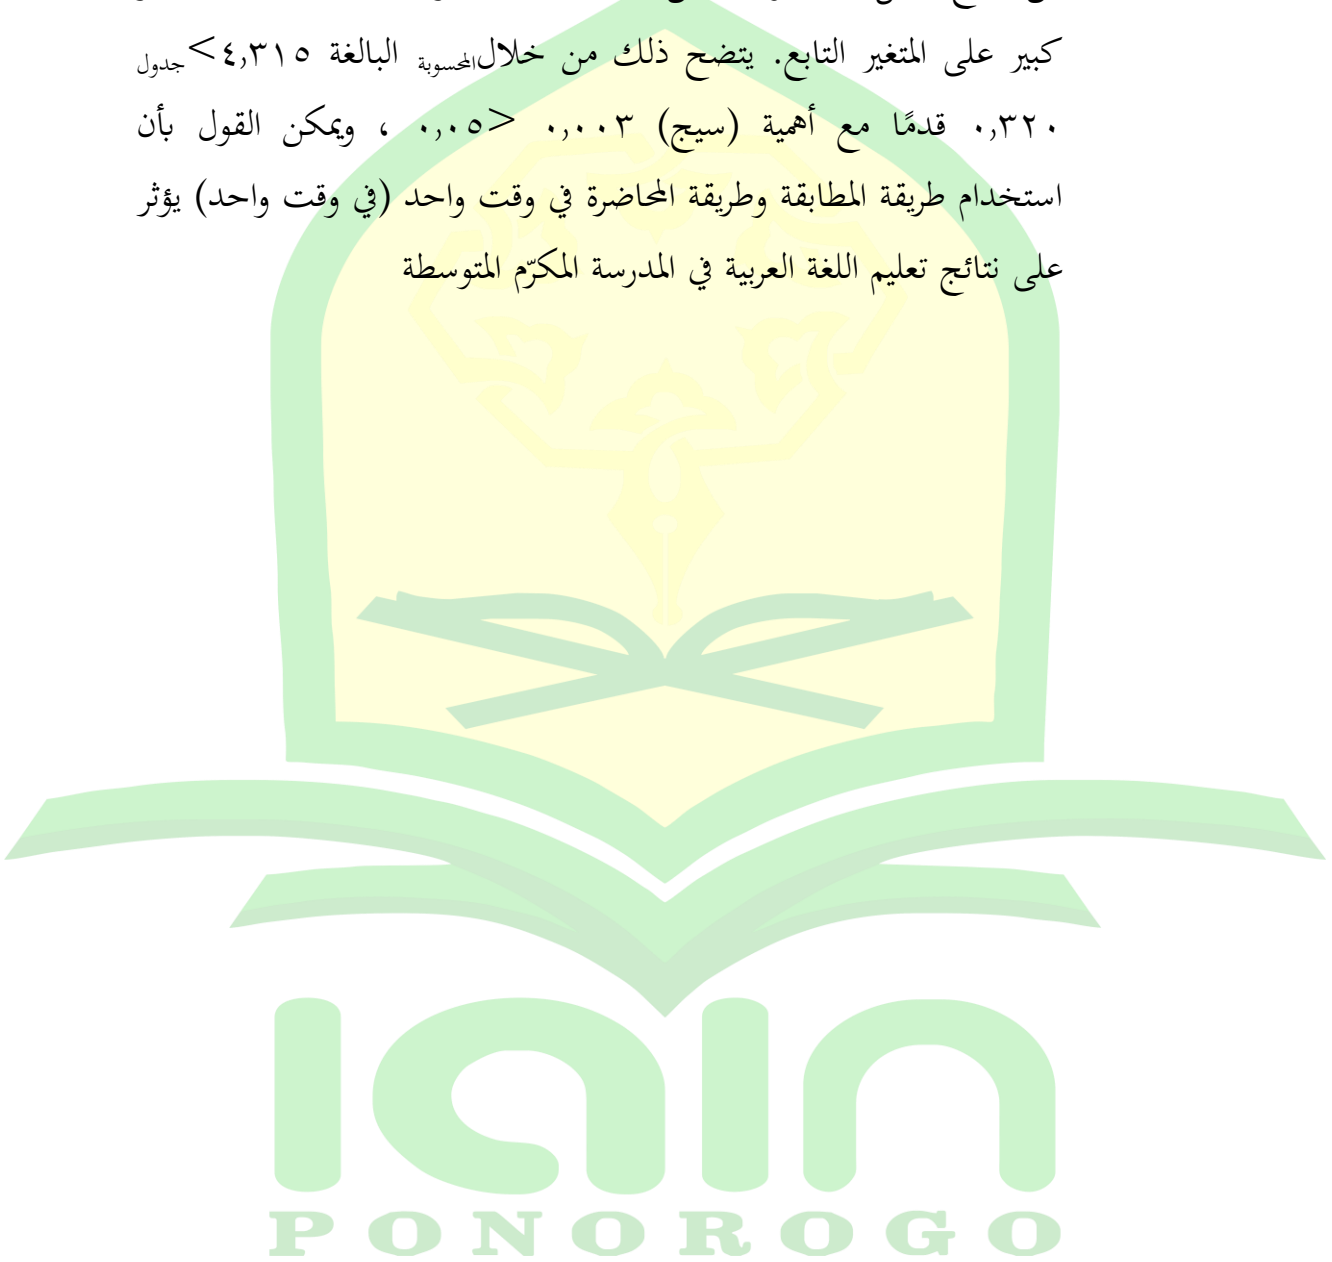 كبير على المتغير التابع. يتضح ذلك من خلالالمحسوبة البالغة ٤,٣١٥>جدول
٠,٣٢٠ قدمًا مع أهمية (سيج) ٠,٠٠٣ <٠,٠٥ ، ويمكن القول بأن
استخدام طريقة المطابقة وطريقة المحاضرة في وقت واحد (في وقت واحد) يؤثر
على نتائج تعليم اللغة العربية في المدرسة المكرّم المتوسطة
iain
PONOROGO